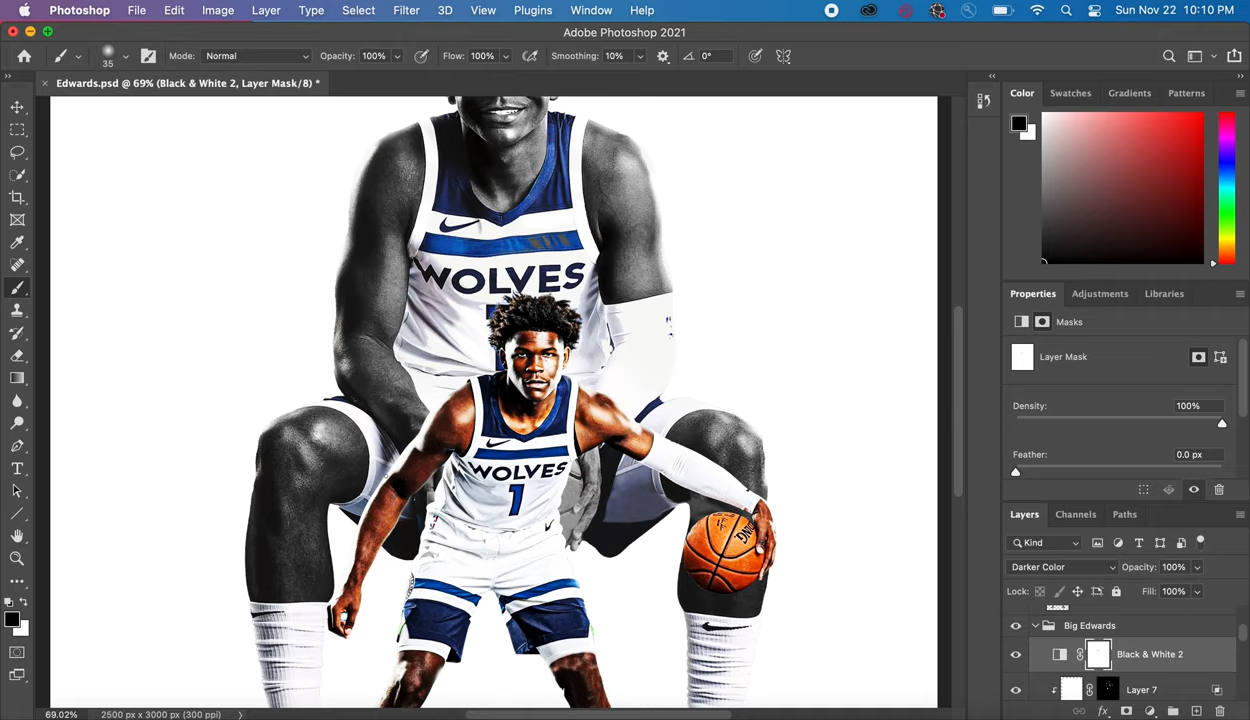 Photoshop File Edit Image Layer Type Select Filter 3D View Plugins Window Help Sun Nov 22 10:10 PM
Adobe Photoshop 2021
35 Mode: Normal Opacity: 100% Flow: 100% Smoothing: 10% 0°
Edwards.psd @ 69% (Black & White 2, Layer Mask/8) *
Color Swatches Gradients Patterns
WOLVES
WOLVES
1
Properties Adjustments Libraries
Masks
Layer Mask
Density: 100%
Feather: 0.0 px
Layers Channels Paths
Kind
Darker Color Opacity: 100%
Lock: Fill: 100%
Big Edwards
Black & White 2
Layer 7
69.02% 2500 px x 3000 px (300 ppi)